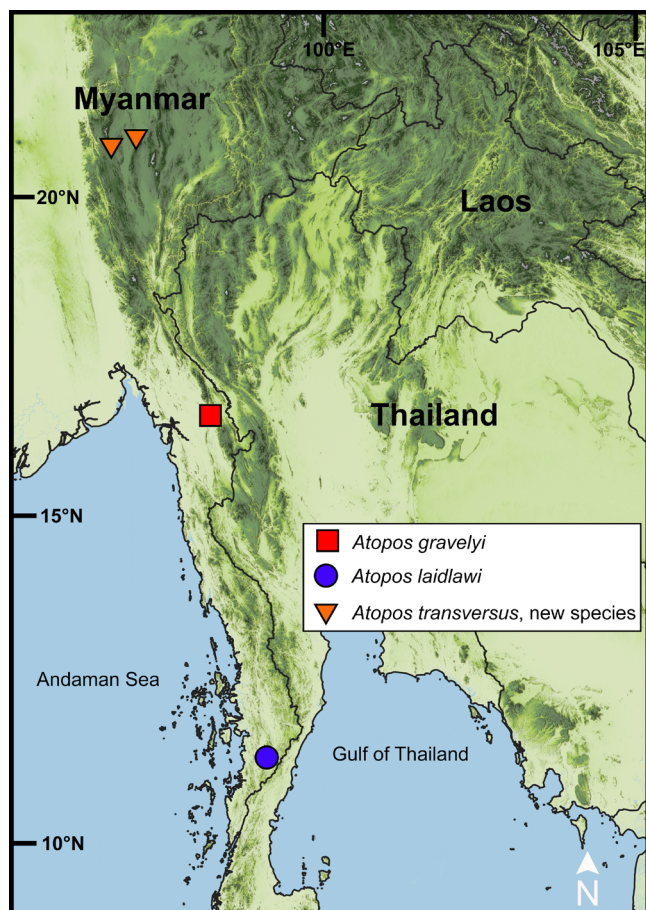 100°E
105°E
Myanmar
20°N
Laos
Thailand
15°N
Atopos gravelyi
Atopos laidlawi
Atopos transversus, new species
Andaman Sea
Gulf of Thailand
10°N
N